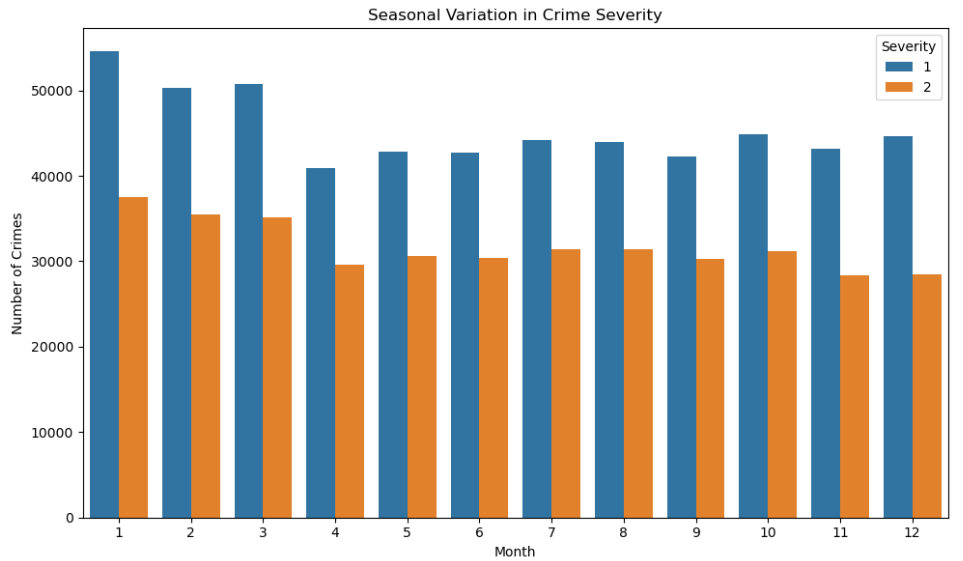 Seasonal Variation in Crime Severity
Severity
1
2
Number of Crimes
50000
40000
30000
20000
10000
0
1 2 3 4 5 6 7 8 9 10 11 12
Month